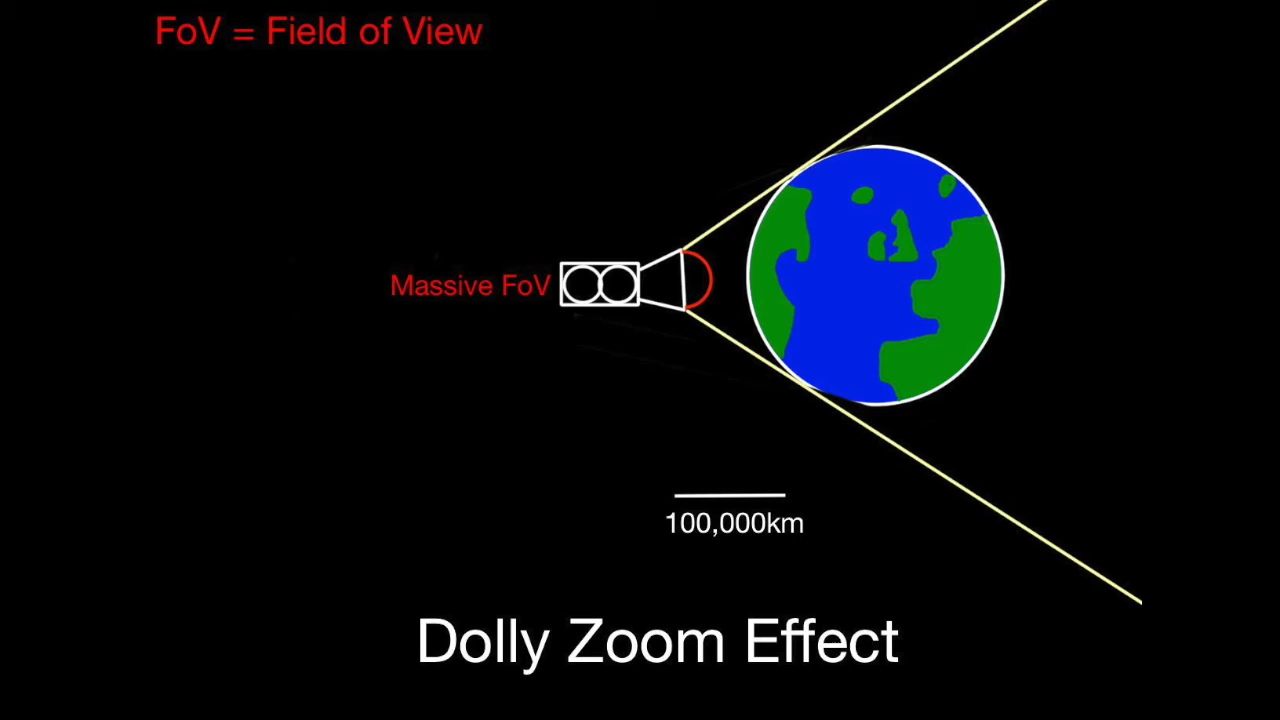 FoV = Field of View
Massive FoV
100,000km
Dolly Zoom Effect